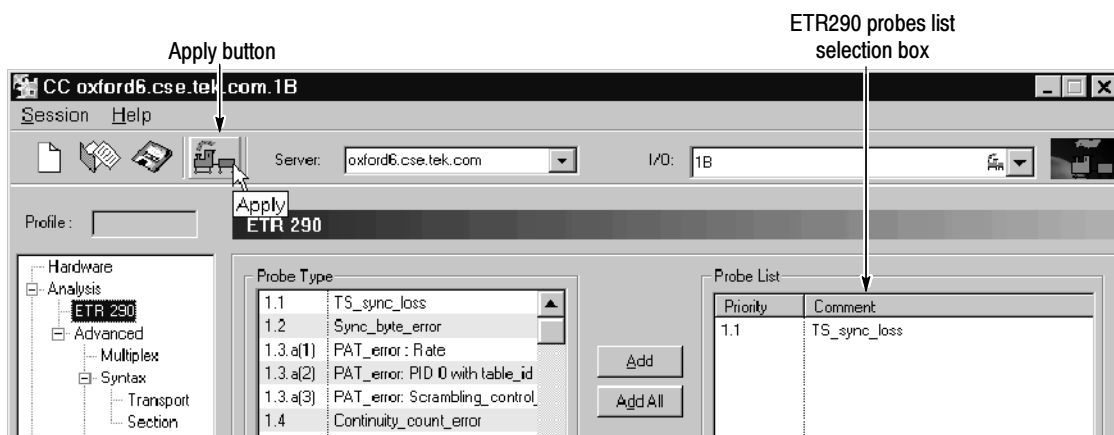 ETR290 probes list
selection box
Apply button
CC oxford6.cse.tek.com.1B
Session Help
Server: oxford6.cse.tek.com I/O: 1B
Apply
Profile :
ETR 290
Hardware
Analysis
ETR 290
Advanced
Multiplex
Syntax
Transport
Section
Probe Type
1.1 TS_sync_loss
1.2 Sync_byte_error
1.3.a(1) PAT_error : Rate
1.3.a(2) PAT_error: PID 0 with table_id
1.3.a(3) PAT_error: Scrambling_control_
1.4 Continuity_count_error
Add
Add All
Probe List
Priority Comment
1.1 TS_sync_loss